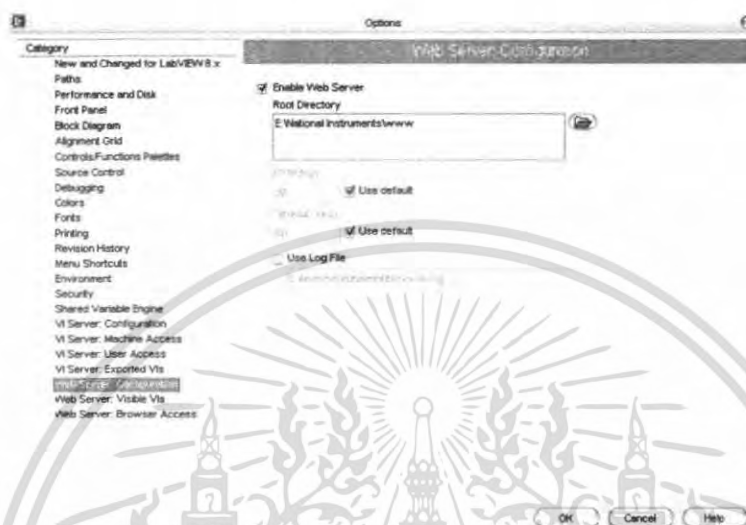 Options
Category
New and Changed for LabVIEW 8.x
Paths
Performance and Disk
Front Panel
Block Diagram
Alignment Grid
Controls/Functions Palettes
Source Control
Debugging
Colors
Fonts
Printing
Revision History
Menu Shortcuts
Environment
Security
Shared Variable Engine
VI Server: Configuration
VI Server: Machine Access
VI Server: User Access
VI Server: Exported VIs
Web Server: Configuration
Web Server: Visible VIs
Web Server: Browser Access
Web Server: Configuration
Enable Web Server
Root Directory
E:\National Instruments\www
Use default
Use default
Use Log File
OK Cancel Help